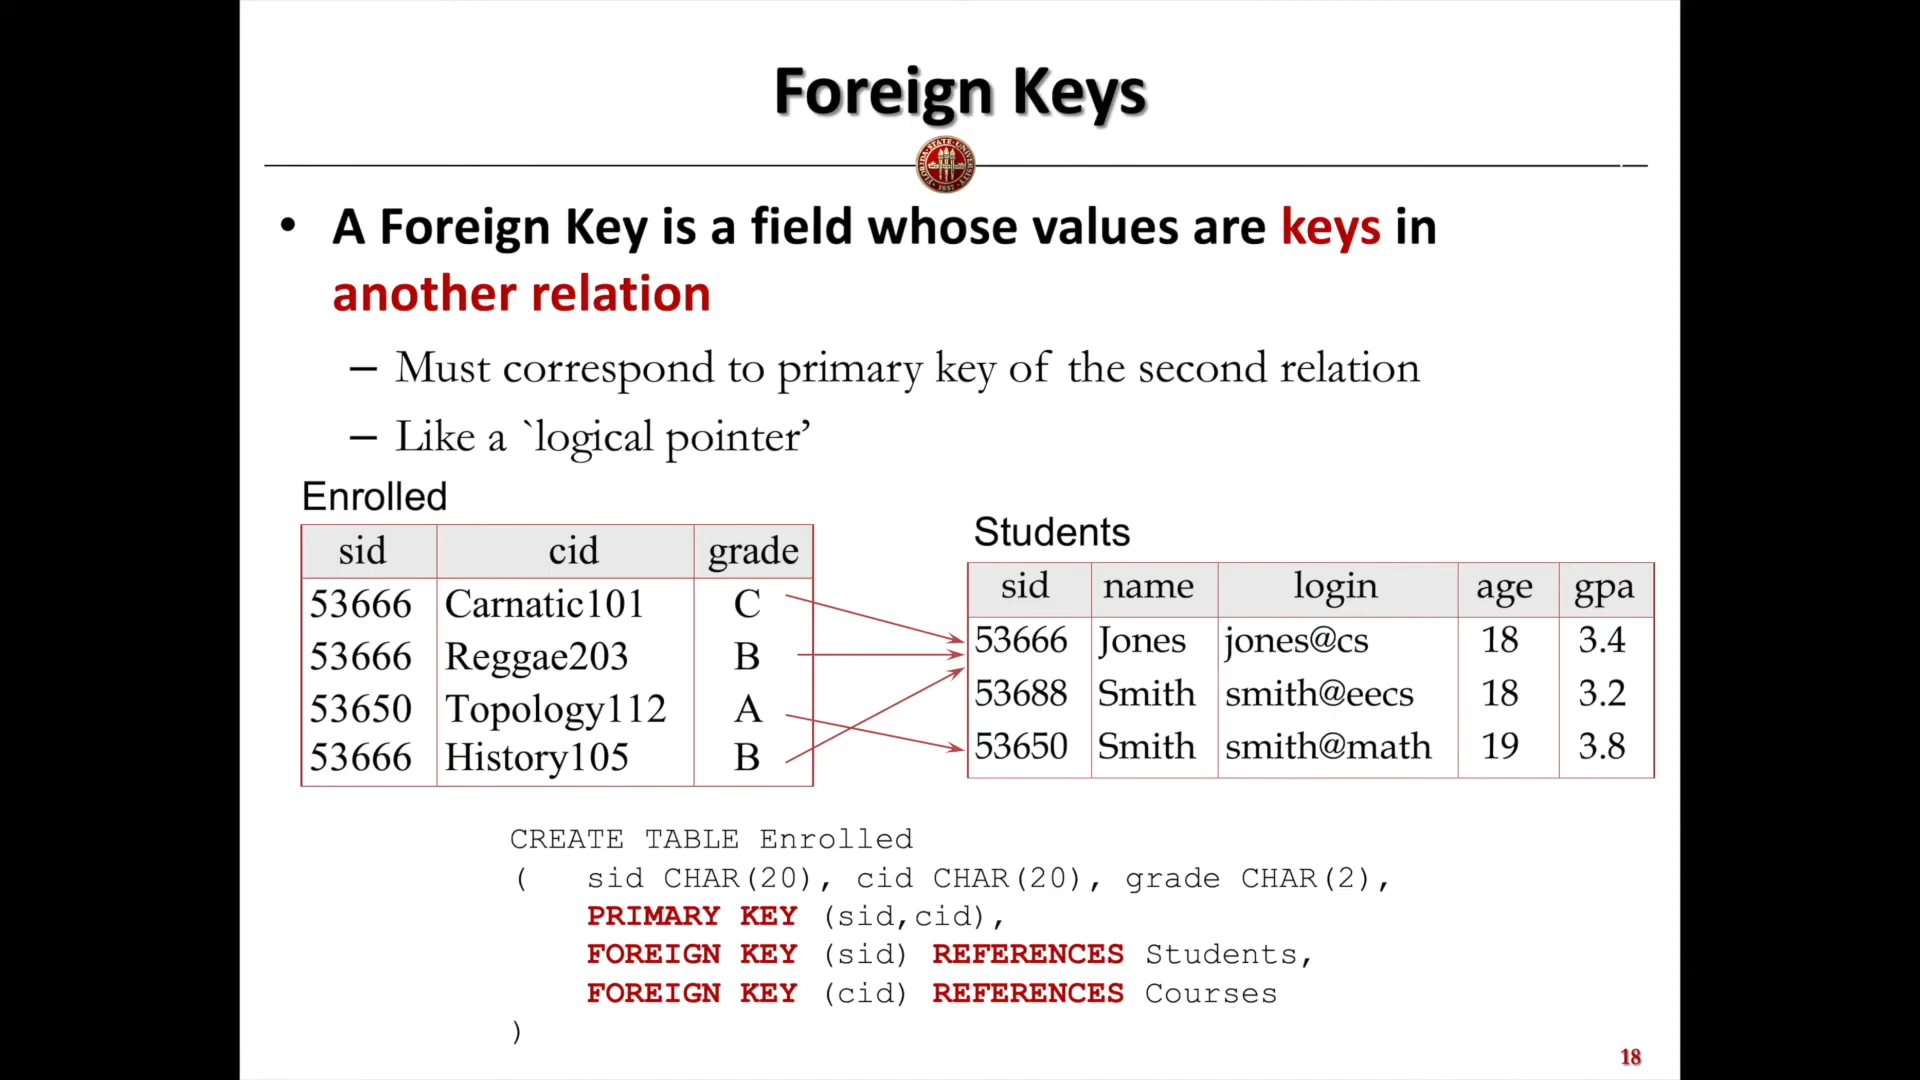 Foreign Keys
• A Foreign Key is a field whose values are keys in
another relation
– Must correspond to primary key of the second relation
– Like a `logical pointer’
Enrolled
sid cid grade
53666 Carnatic101 C
53666 Reggae203 B
53650 Topology112 A
53666 History105 B
Students
sid name login age gpa
53666 Jones jones@cs 18 3.4
53688 Smith smith@eecs 18 3.2
53650 Smith smith@math 19 3.8
CREATE TABLE Enrolled
( sid CHAR(20), cid CHAR(20), grade CHAR(2),
PRIMARY KEY (sid,cid),
FOREIGN KEY (sid) REFERENCES Students,
FOREIGN KEY (cid) REFERENCES Courses
)
18